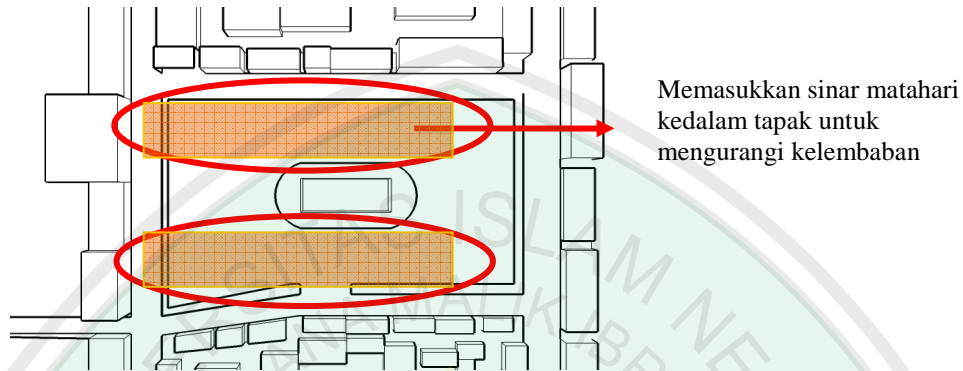 Memasukkan sinar matahari
kedalam tapak untuk
mengurangi kelembaban